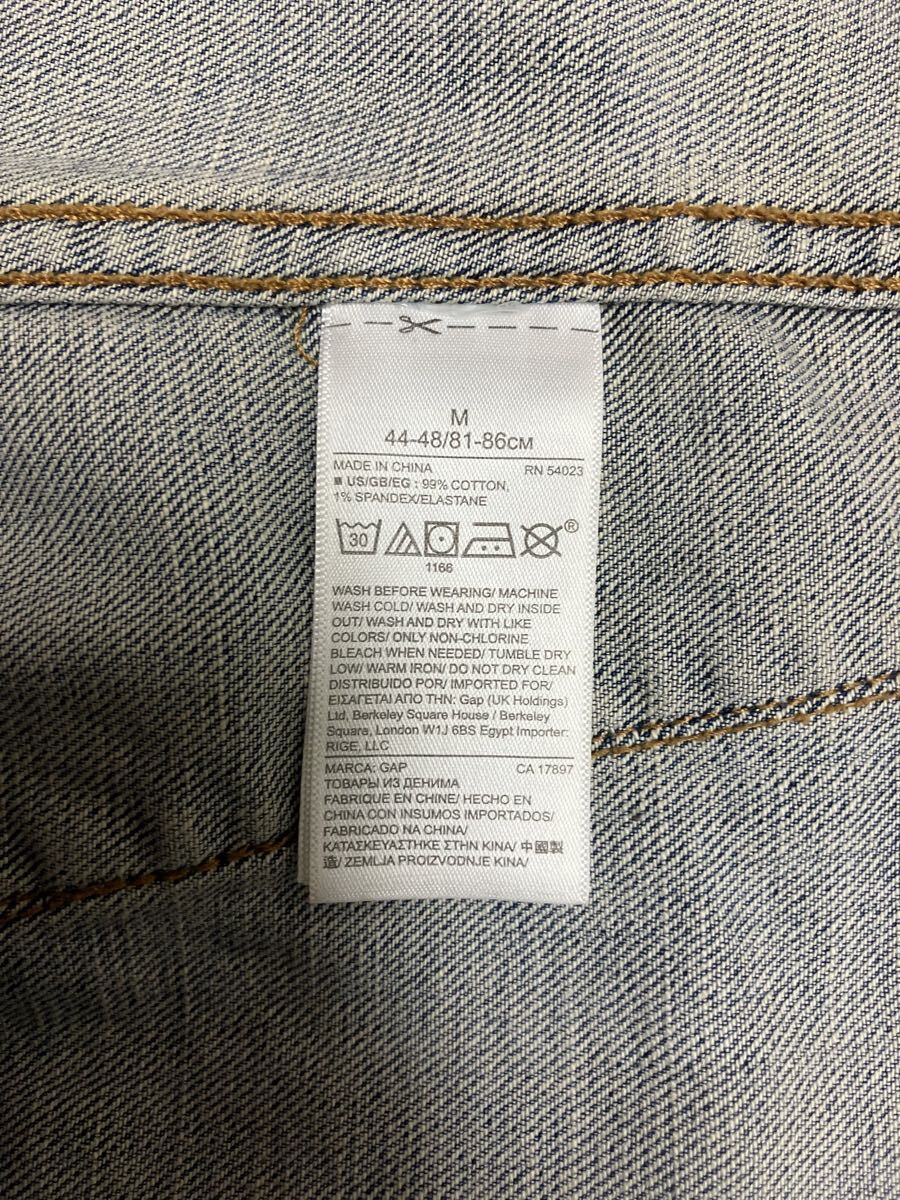 M
44-48/81-86CM
MADE IN CHINA RN 54023
■ US/GB/EG : 99% COTTON,
1% SPANDEX/ELASTANE
30 ®
1166
WASH BEFORE WEARING/ MACHINE
WASH COLD/ WASH AND DRY INSIDE
OUT/ WASH AND DRY WITH LIKE
COLORS/ ONLY NON-CHLORINE
BLEACH WHEN NEEDED/ TUMBLE DRY
LOW/ WARM IRON/ DO NOT DRY CLEAN
DISTRIBUIDO POR/ IMPORTED FOR/
ΕΙΣΑΓΕΤΑΙ ΑΠΟ ΤΗΝ: Gap (UK Holdings)
Ltd, Berkeley Square House / Berkeley
Square, London W1J 6BS Egypt Importer:
RIGE, LLC
MARCA: GAP CA 17897
ТОВАРЫ ИЗ ДЕНИМА
FABRIQUE EN CHINE/ HECHO EN
CHINA CON INSUMOS IMPORTADOS/
FABRICADO NA CHINA/
ΚΑΤΑΣΚΕΥΑΣΤΗΚΕ ΣΤΗΝ ΚΙΝΑ/ 中國製
造/ ZEMLJA PROIZVODNJE KINA/